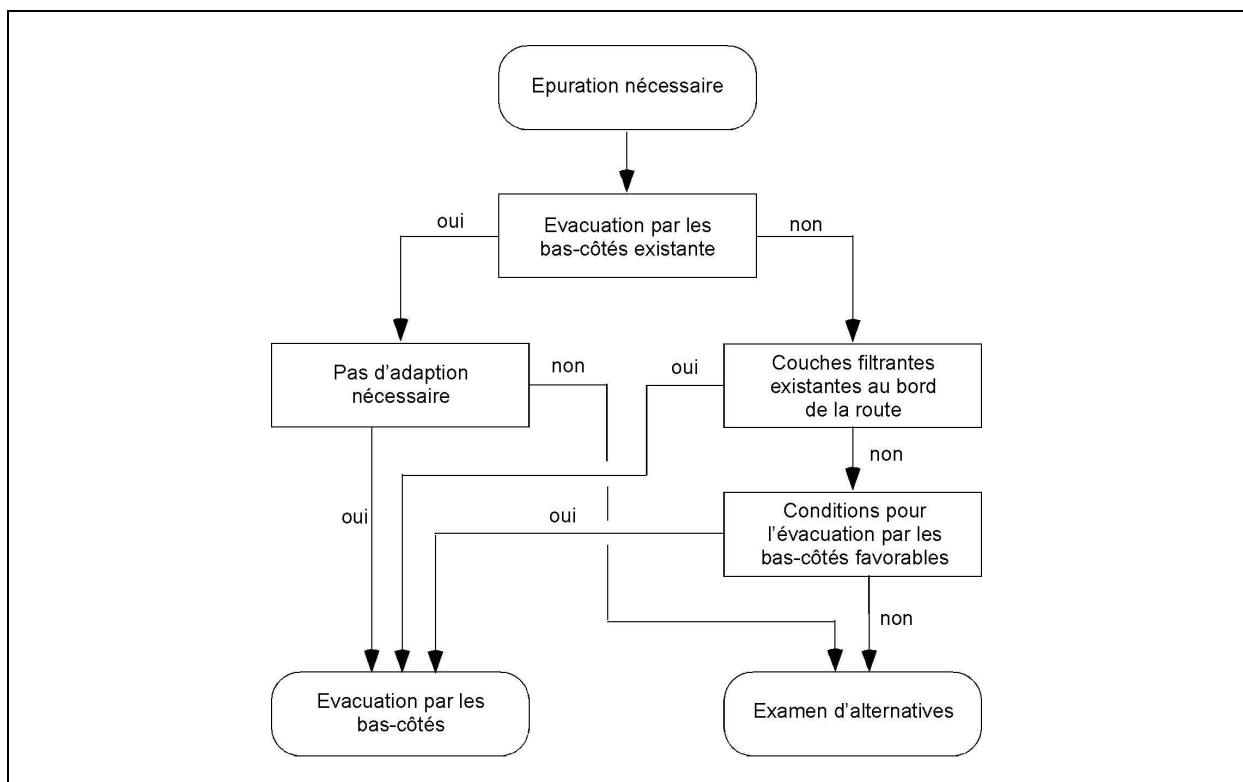 Epuration nécessaire
Evacuation par les
bas-côtés existante
oui
non
Pas d'adaption
nécessaire
non
oui
Couches filtrantes
existantes au bord
de la route
non
oui
oui
Conditions pour
l'évacuation par les
bas-côtés favorables
non
Evacuation par les
bas-côtés
Examen d'alternatives